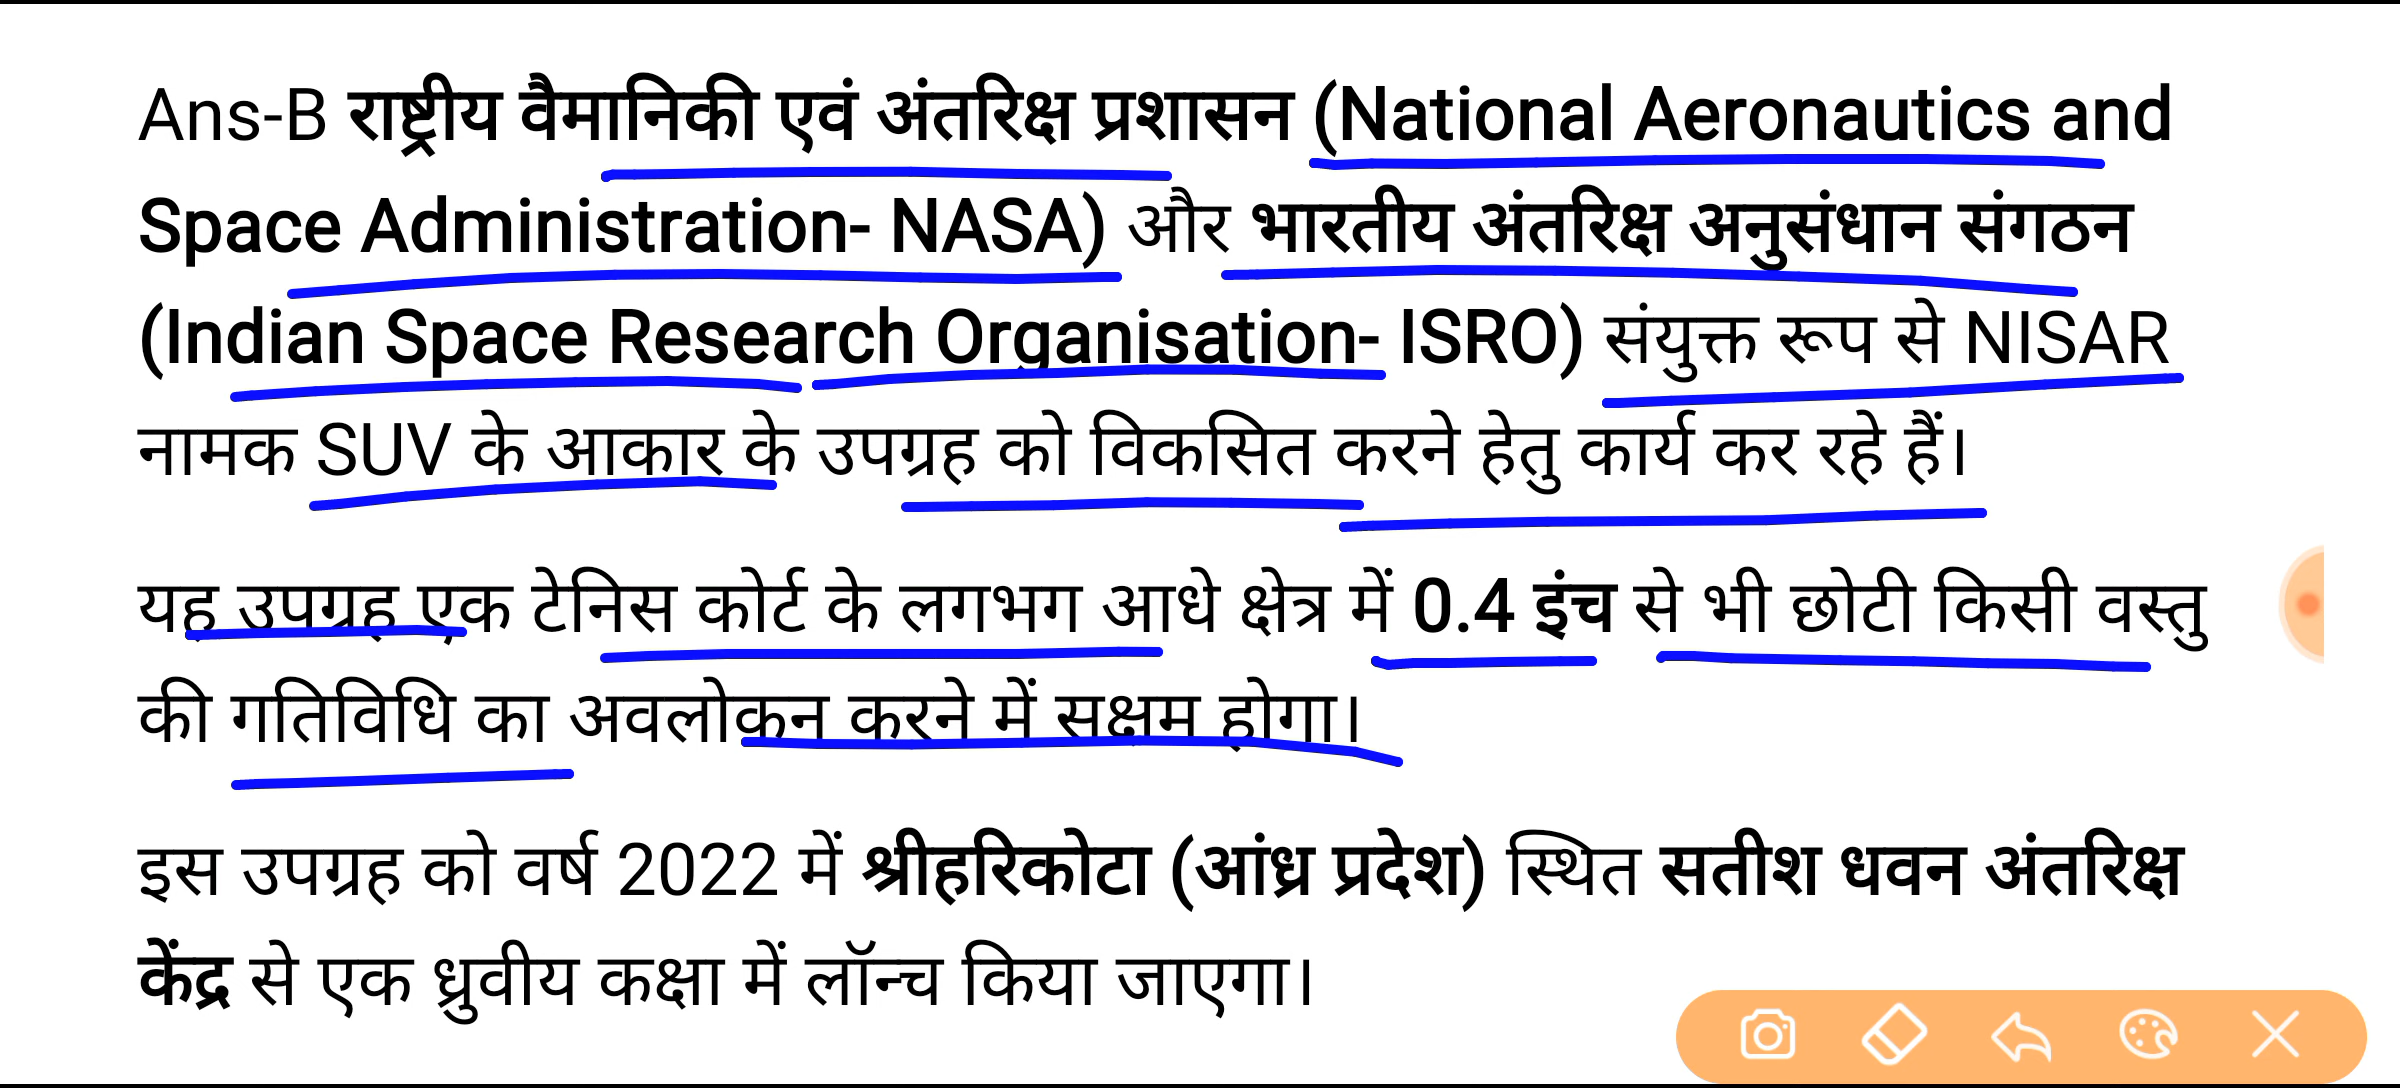 Ans-B राष्ट्रीय वैमानिकी एवं अंतरिक्ष प्रशासन (National Aeronautics and
Space Administration- NASA) और भारतीय अंतरिक्ष अनुसंधान संगठन
(Indian Space Research Organisation- ISRO) संयुक्त रूप से NISAR
नामक SUV के आकार के उपग्रह को विकसित करने हेतु कार्य कर रहे हैं।
यह उपग्रह एक टेनिस कोर्ट के लगभग आधे क्षेत्र में 0.4 इंच से भी छोटी किसी वस्तु
की गतिविधि का अवलोकन करने में सक्षम होगा।
इस उपग्रह को वर्ष 2022 में श्रीहरिकोटा (आंध्र प्रदेश) स्थित सतीश धवन अंतरिक्ष
केंद्र से एक ध्रुवीय कक्षा में लॉन्च किया जाएगा।